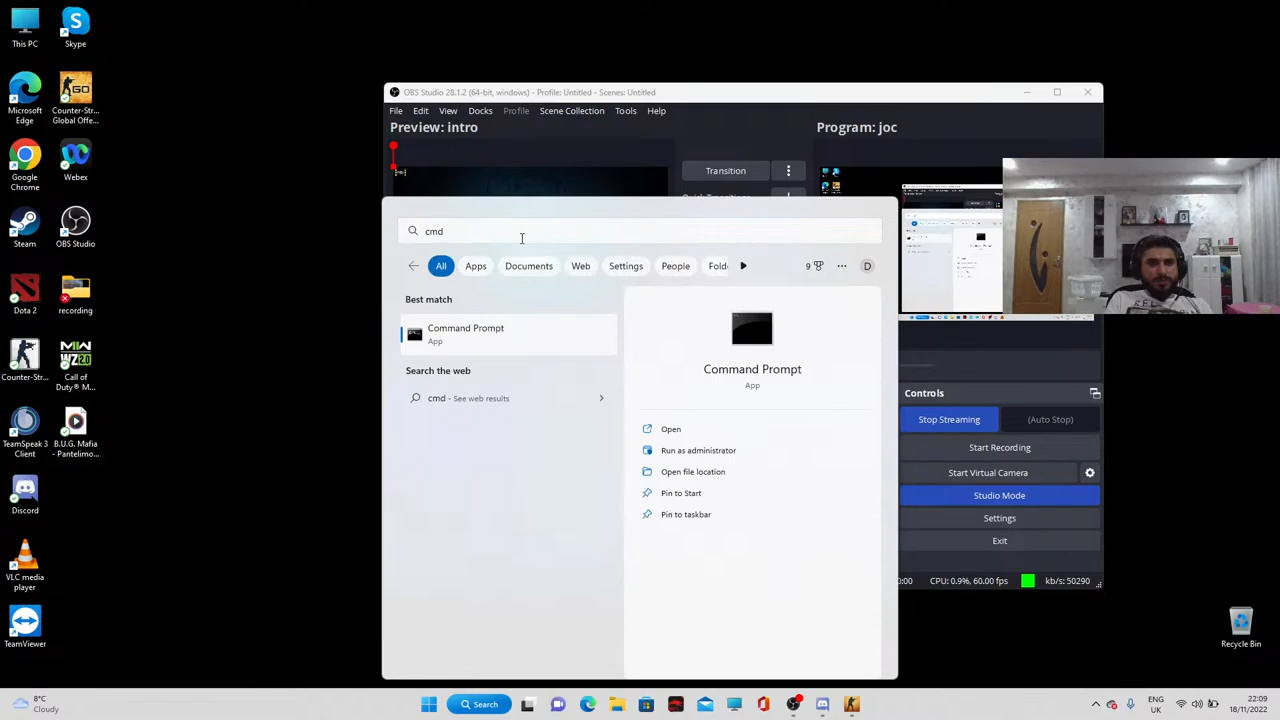 This PC
Skype
Microsoft
Edge
Counter-Str...
Global Offe...
Google
Chrome
Webex
Steam
OBS Studio
Dota 2
recording
Counter-Str...
Call of
Duty® M...
TeamSpeak 3
Client
B.U.G. Mafia
- Pantelimo...
Discord
VLC media
player
TeamViewer
OBS Studio 28.1.2 (64-bit, windows) - Profile: Untitled - Scenes: Untitled
File Edit View Docks Profile Scene Collection Tools Help
Preview: intro
Program: joc
Transition
cmd
All Apps Documents Web Settings People Fold 9 D
Best match
Command Prompt
App
Search the web
cmd - See web results
Command Prompt
App
Open
Run as administrator
Open file location
Pin to Start
Pin to taskbar
Controls
Stop Streaming (Auto Stop)
Start Recording
Start Virtual Camera
Studio Mode
Settings
Exit
0:00 CPU: 0.9%, 60.00 fps kb/s: 50290
Recycle Bin
8°C
Cloudy
Search
ENG
UK
22:09
18/11/2022